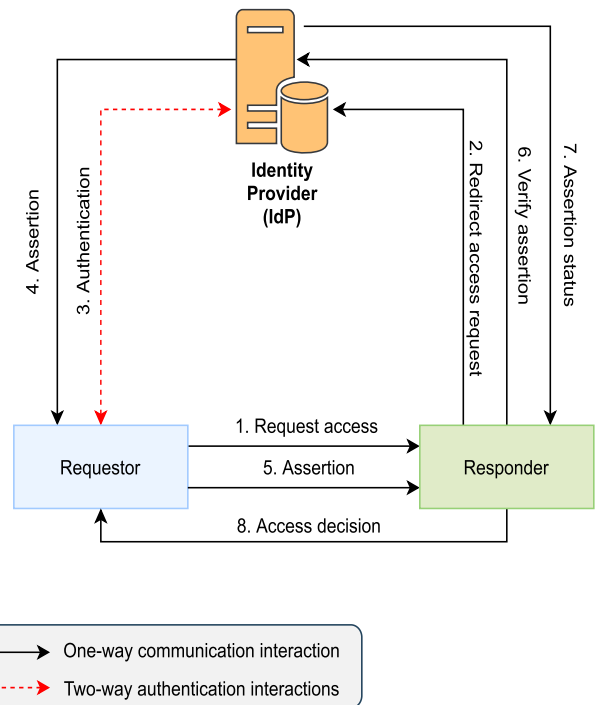 Identity
Provider
(IdP)
4. Assertion
3. Authentication
2. Redirect access request
6. Verify assertion
7. Assertion status
1. Request access
Requestor
5. Assertion
Responder
8. Access decision
One-way communication interaction
Two-way authentication interactions